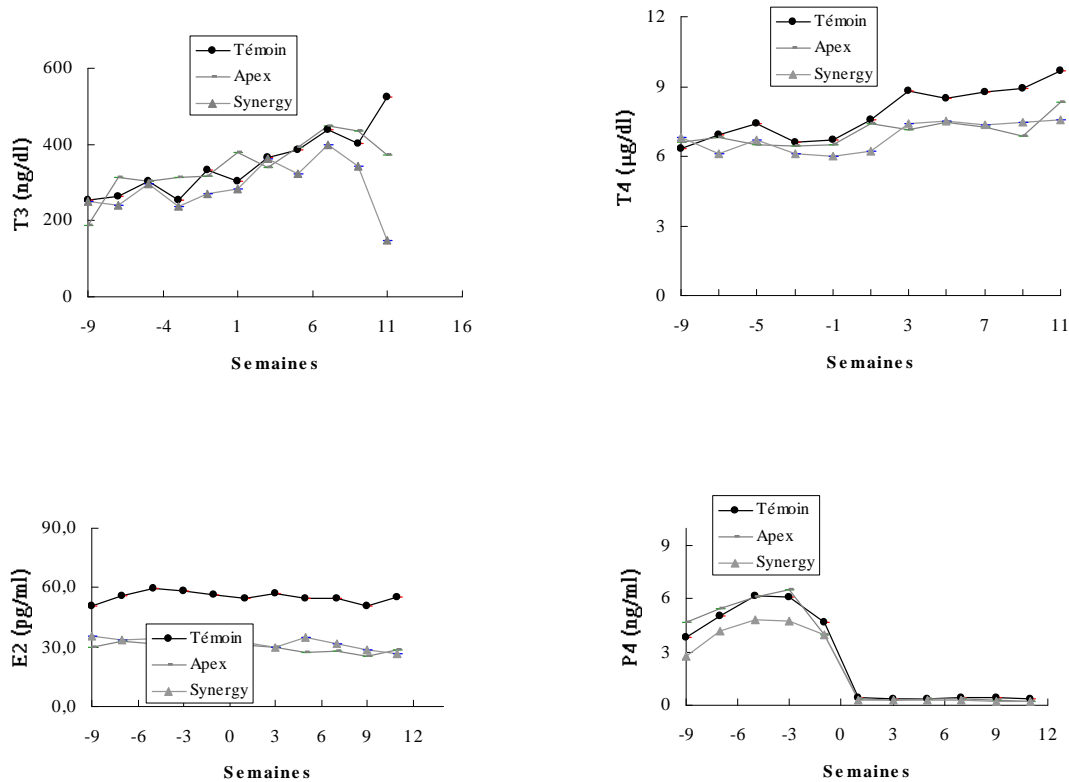 Témoin
Apex
Synergy
600
400
200
0
T3 (ng/dl)
-9 -4 1 6 11 16
Semaines
Témoin
Apex
Synergy
12
9
6
3
0
T4 (µg/dl)
-9 -5 -1 3 7 11
Semaines
90,0
60,0
30,0
0,0
E2 (pg/ml)
Témoin
Apex
Synergy
-9 -6 -3 0 3 6 9 12
Semaines
Témoin
Apex
Synergy
9
6
3
0
P4 (ng/ml)
-9 -6 -3 0 3 6 9 12
Semaines